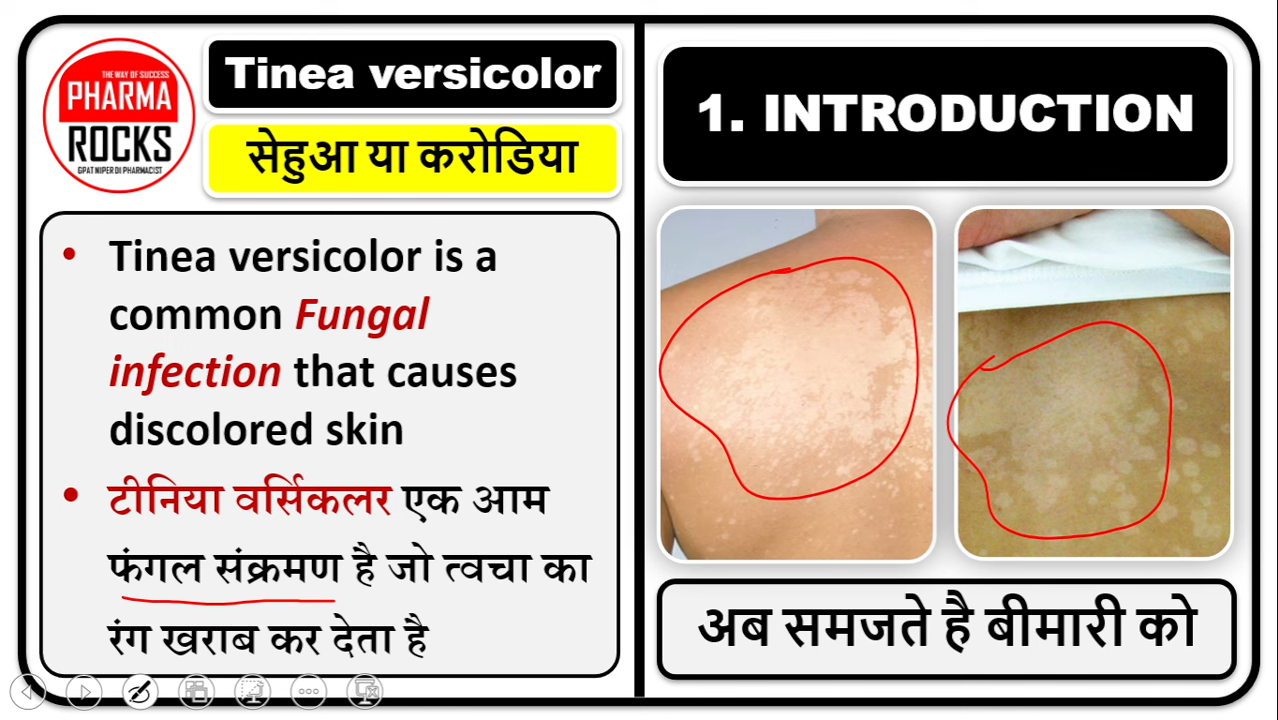 THE WAY OF SUCCESS
PHARMA
ROCKS
GPAT NIPER DI PHARMACIST
Tinea versicolor
सेहुआ या करोडिया
• Tinea versicolor is a
common Fungal
infection that causes
discolored skin
• टीनिया वर्सिकलर एक आम
फंगल संक्रमण है जो त्वचा का
रंग खराब कर देता है
1. INTRODUCTION
अब समजते है बीमारी को